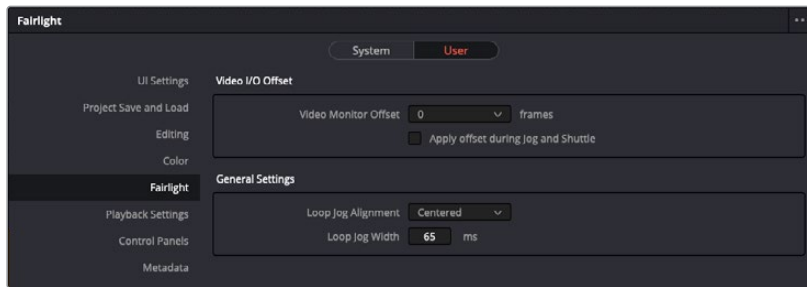 Fairlight
System User
UI Settings
Project Save and Load
Editing
Color
Fairlight
Playback Settings
Control Panels
Metadata
Video I/O Offset
Video Monitor Offset 0 frames
Apply offset during Jog and Shuttle
General Settings
Loop Jog Alignment Centered
Loop Jog Width 65 ms